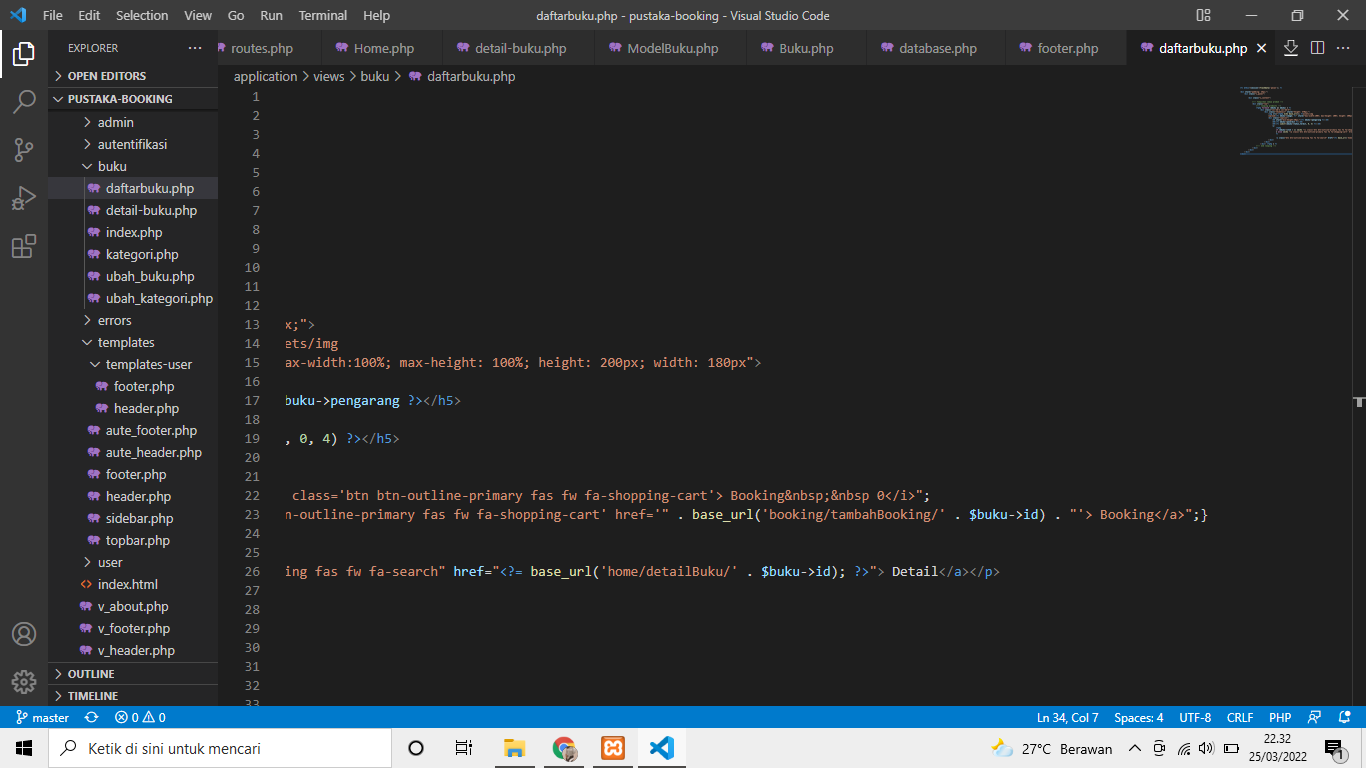 File Edit Selection View Go Run Terminal Help
daftarbuku.php - pustaka-booking - Visual Studio Code
EXPLORER
OPEN EDITORS
PUSTAKA-BOOKING
admin
autentifikasi
buku
daftarbuku.php
detail-buku.php
index.php
kategori.php
ubah_buku.php
ubah_kategori.php
errors
templates
templates-user
footer.php
header.php
aute_footer.php
aute_header.php
footer.php
header.php
sidebar.php
topbar.php
user
index.html
v_about.php
v_footer.php
v_header.php
OUTLINE
TIMELINE
routes.php Home.php detail-buku.php ModelBuku.php Buku.php database.php footer.php daftarbuku.php
application > views > buku > daftarbuku.php
1
2
3
4
5
6
7
8
9
10
11
12
13 x;">
14 ets/img
15 ax-width:100%; max-height: 100%; height: 200px; width: 180px">
16
17 buku->pengarang ?></h5>
18
19 , 0, 4) ?></h5>
20
21
22 class='btn btn-outline-primary fas fw fa-shopping-cart'> Booking&nbsp;&nbsp 0</i>";
23 n-outline-primary fas fw fa-shopping-cart' href='" . base_url('booking/tambahBooking/' . $buku->id) . "'> Booking</a>";}
24
25
26 ing fas fw fa-search" href="<?= base_url('home/detailBuku/' . $buku->id); ?>"> Detail</a></p>
27
28
29
30
31
32
33
master 0 0 Ln 34, Col 7 Spaces: 4 UTF-8 CRLF PHP
Ketik di sini untuk mencari
27°C Berawan
22.32
25/03/2022
1